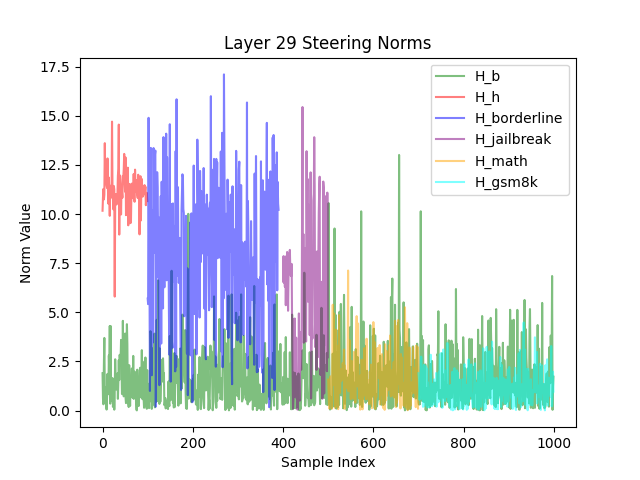 Layer 29 Steering Norms
Norm Value
17.5
15.0
12.5
10.0
7.5
5.0
2.5
0.0
H_b
H_h
H_borderline
H_jailbreak
H_math
H_gsm8k
0
200
400
600
800
1000
Sample Index